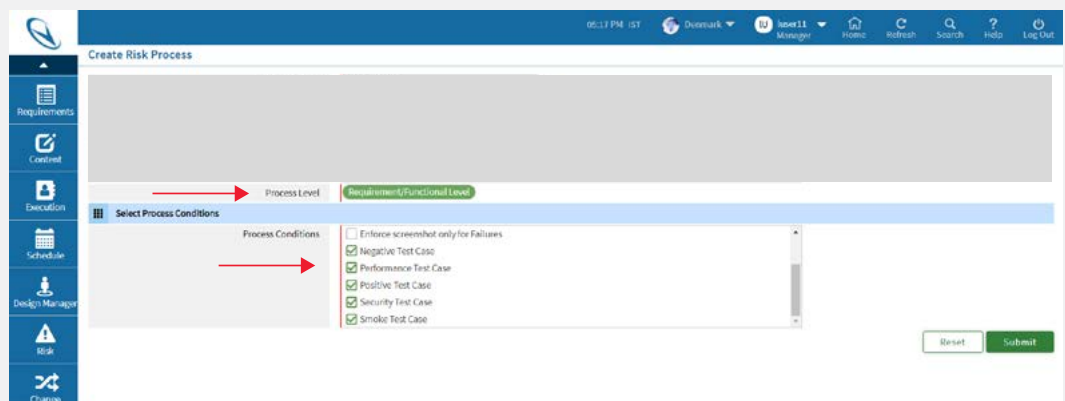 05:17 PM IST Denmark IU luser11 Home Refresh Search Help Log Out
Manager
Create Risk Process
Requirements
Content
Execution
Schedule
Design Manager
Risk
Change
Process Level Requirement/Functional Level
Select Process Conditions
Process Conditions Enforce screenshot only for Failures
Negative Test Case
Performance Test Case
Positive Test Case
Security Test Case
Smoke Test Case
Reset Submit